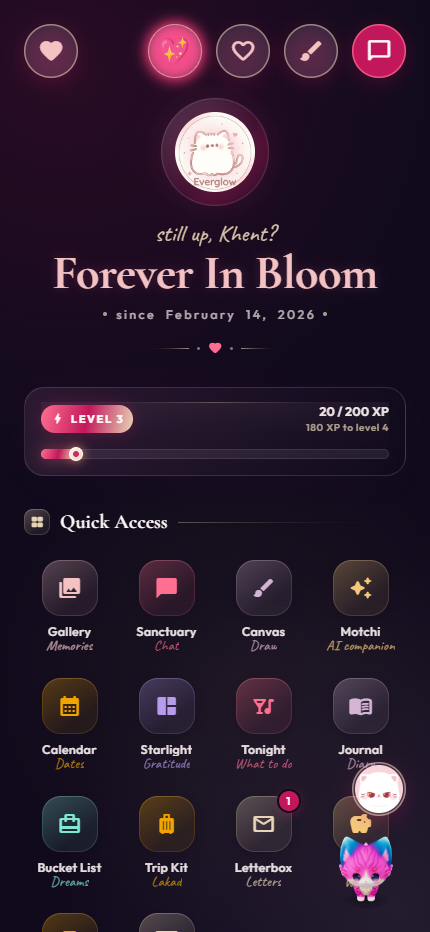 Everglow
still up, Khent?
Forever In Bloom
• since February 14, 2026 •
LEVEL 3
20 / 200 XP
180 XP to level 4
Quick Access
Gallery Sanctuary Canvas Motchi
Memories Chat Draw AI companion
Calendar Starlight Tonight Journal
Dates Gratitude What to do
1
Bucket List Trip Kit Letterbox
Dreams Lakad Letters